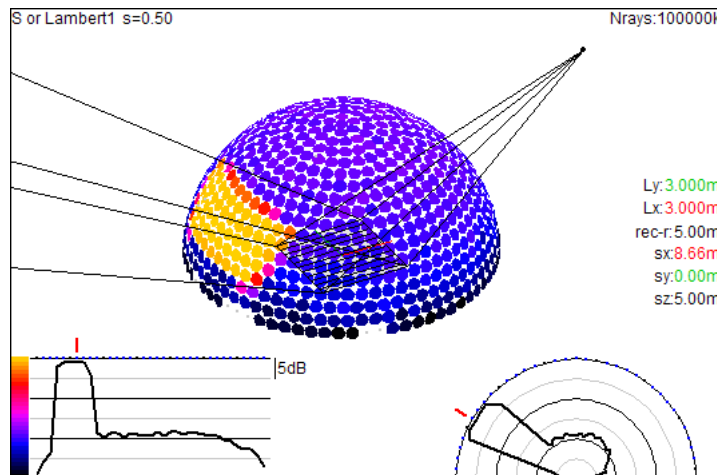 S or Lambert1 s=0.50
Nrays:100000k
Ly:3.000m
Lx:3.000m
rec-r:5.00m
sx:8.66m
sy:0.00m
sz:5.00m
5dB